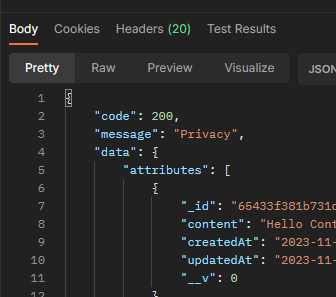 Body Cookies Headers (20) Test Results
Pretty Raw Preview Visualize JSON
1 {
2 "code": 200,
3 "message": "Privacy",
4 "data": {
5 "attributes": [
6 {
7 "_id": "65433f381b731c
8 "content": "Hello Cont
9 "createdAt": "2023-11-
10 "updatedAt": "2023-11-
11 "__v": 0
12 }